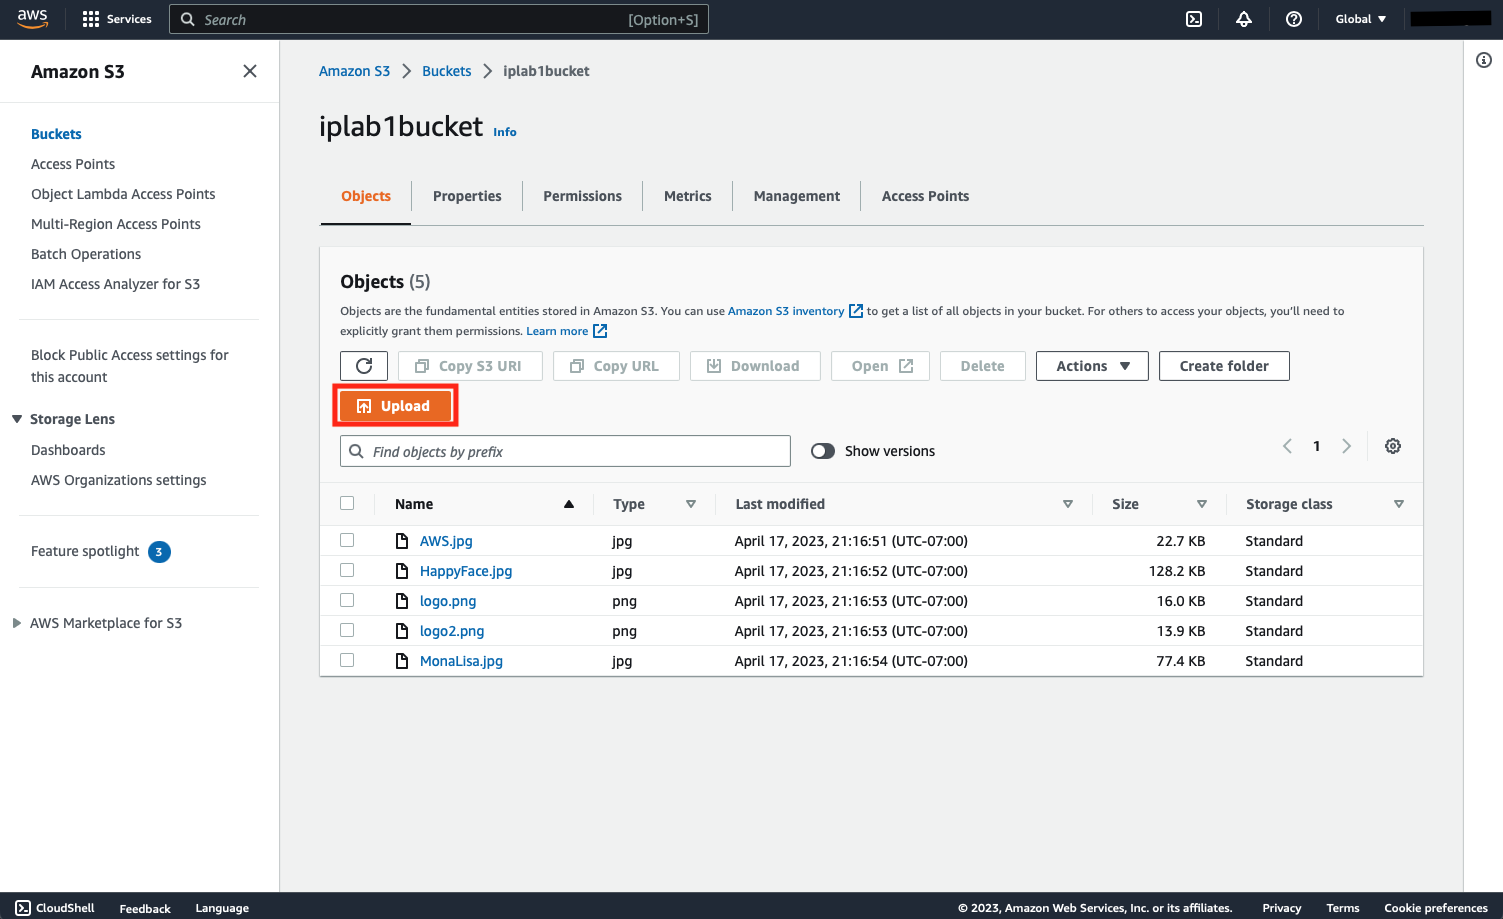 aws Services Search [Option+S] Global
Amazon S3
Buckets
Access Points
Object Lambda Access Points
Multi-Region Access Points
Batch Operations
IAM Access Analyzer for S3
Block Public Access settings for
this account
Storage Lens
Dashboards
AWS Organizations settings
Feature spotlight 3
AWS Marketplace for S3
Amazon S3 Buckets iplab1bucket
iplab1bucket Info
Objects Properties Permissions Metrics Management Access Points
Objects (5)
Objects are the fundamental entities stored in Amazon S3. You can use Amazon S3 inventory to get a list of all objects in your bucket. For others to access your objects, you'll need to
explicitly grant them permissions. Learn more
Copy S3 URI Copy URL Download Open Delete Actions Create folder
Upload
Find objects by prefix Show versions 1
Name Type Last modified Size Storage class
AWS.jpg jpg April 17, 2023, 21:16:51 (UTC-07:00) 22.7 KB Standard
HappyFace.jpg jpg April 17, 2023, 21:16:52 (UTC-07:00) 128.2 KB Standard
logo.png png April 17, 2023, 21:16:53 (UTC-07:00) 16.0 KB Standard
logo2.png png April 17, 2023, 21:16:53 (UTC-07:00) 13.9 KB Standard
MonaLisa.jpg jpg April 17, 2023, 21:16:54 (UTC-07:00) 77.4 KB Standard
CloudShell Feedback Language © 2023, Amazon Web Services, Inc. or its affiliates. Privacy Terms Cookie preferences